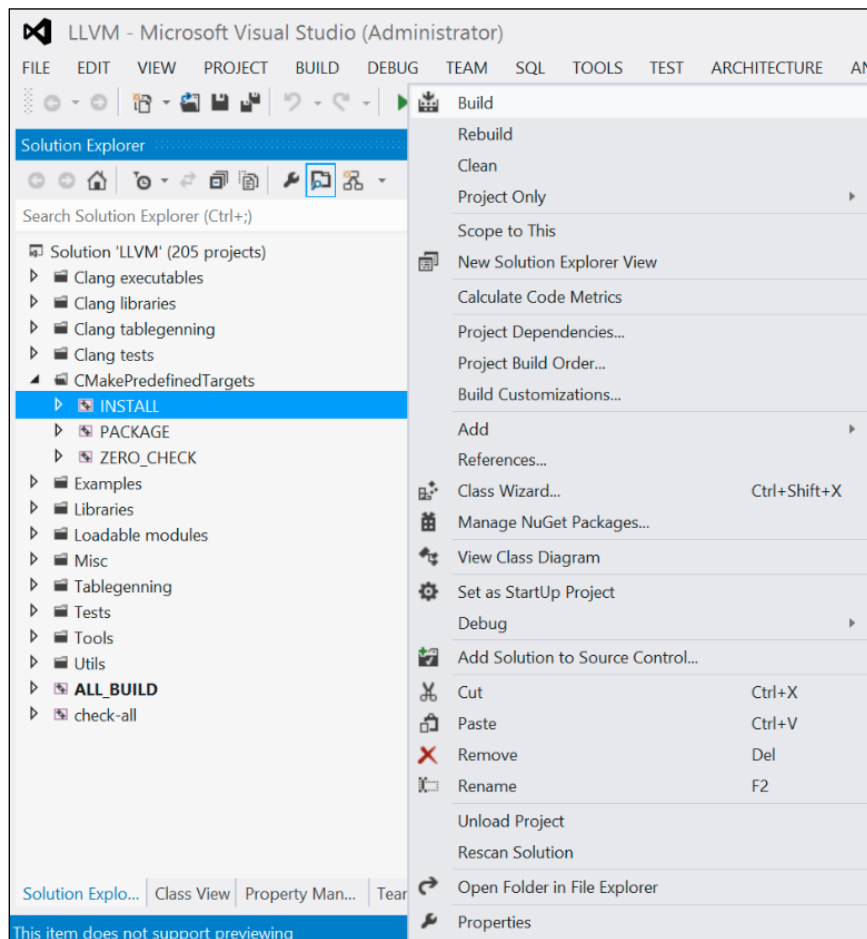 LLVM - Microsoft Visual Studio (Administrator)
FILE EDIT VIEW PROJECT BUILD DEBUG TEAM SQL TOOLS TEST ARCHITECTURE AN
Solution Explorer
Search Solution Explorer (Ctrl+;)
Solution 'LLVM' (205 projects)
Clang executables
Clang libraries
Clang tablegenning
Clang tests
CMakePredefinedTargets
INSTALL
PACKAGE
ZERO_CHECK
Examples
Libraries
Loadable modules
Misc
Tablegenning
Tests
Tools
Utils
ALL_BUILD
check-all
Solution Explo... Class View Property Man... Tear
This item does not support previewing
Build
Rebuild
Clean
Project Only
Scope to This
New Solution Explorer View
Calculate Code Metrics
Project Dependencies...
Project Build Order...
Build Customizations...
Add
References...
Class Wizard... Ctrl+Shift+X
Manage NuGet Packages...
View Class Diagram
Set as StartUp Project
Debug
Add Solution to Source Control...
Cut Ctrl+X
Paste Ctrl+V
Remove Del
Rename F2
Unload Project
Rescan Solution
Open Folder in File Explorer
Properties